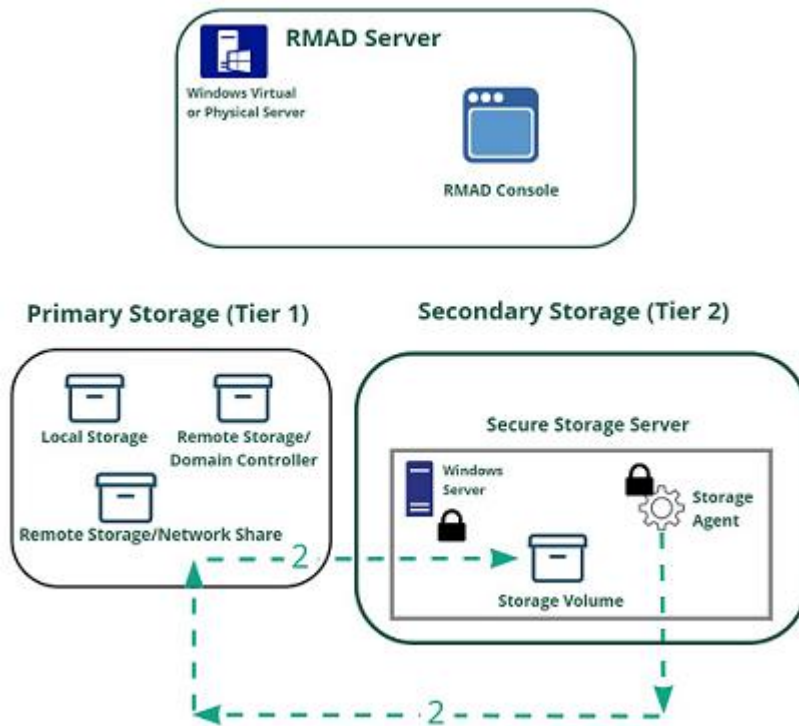 RMAD Server
Windows Virtual
or Physical Server
RMAD Console
Primary Storage (Tier 1)
Secondary Storage (Tier 2)
Local Storage
Remote Storage/
Domain Controller
Remote Storage/Network Share
Secure Storage Server
Windows
Server
Storage
Agent
Storage Volume
2
2